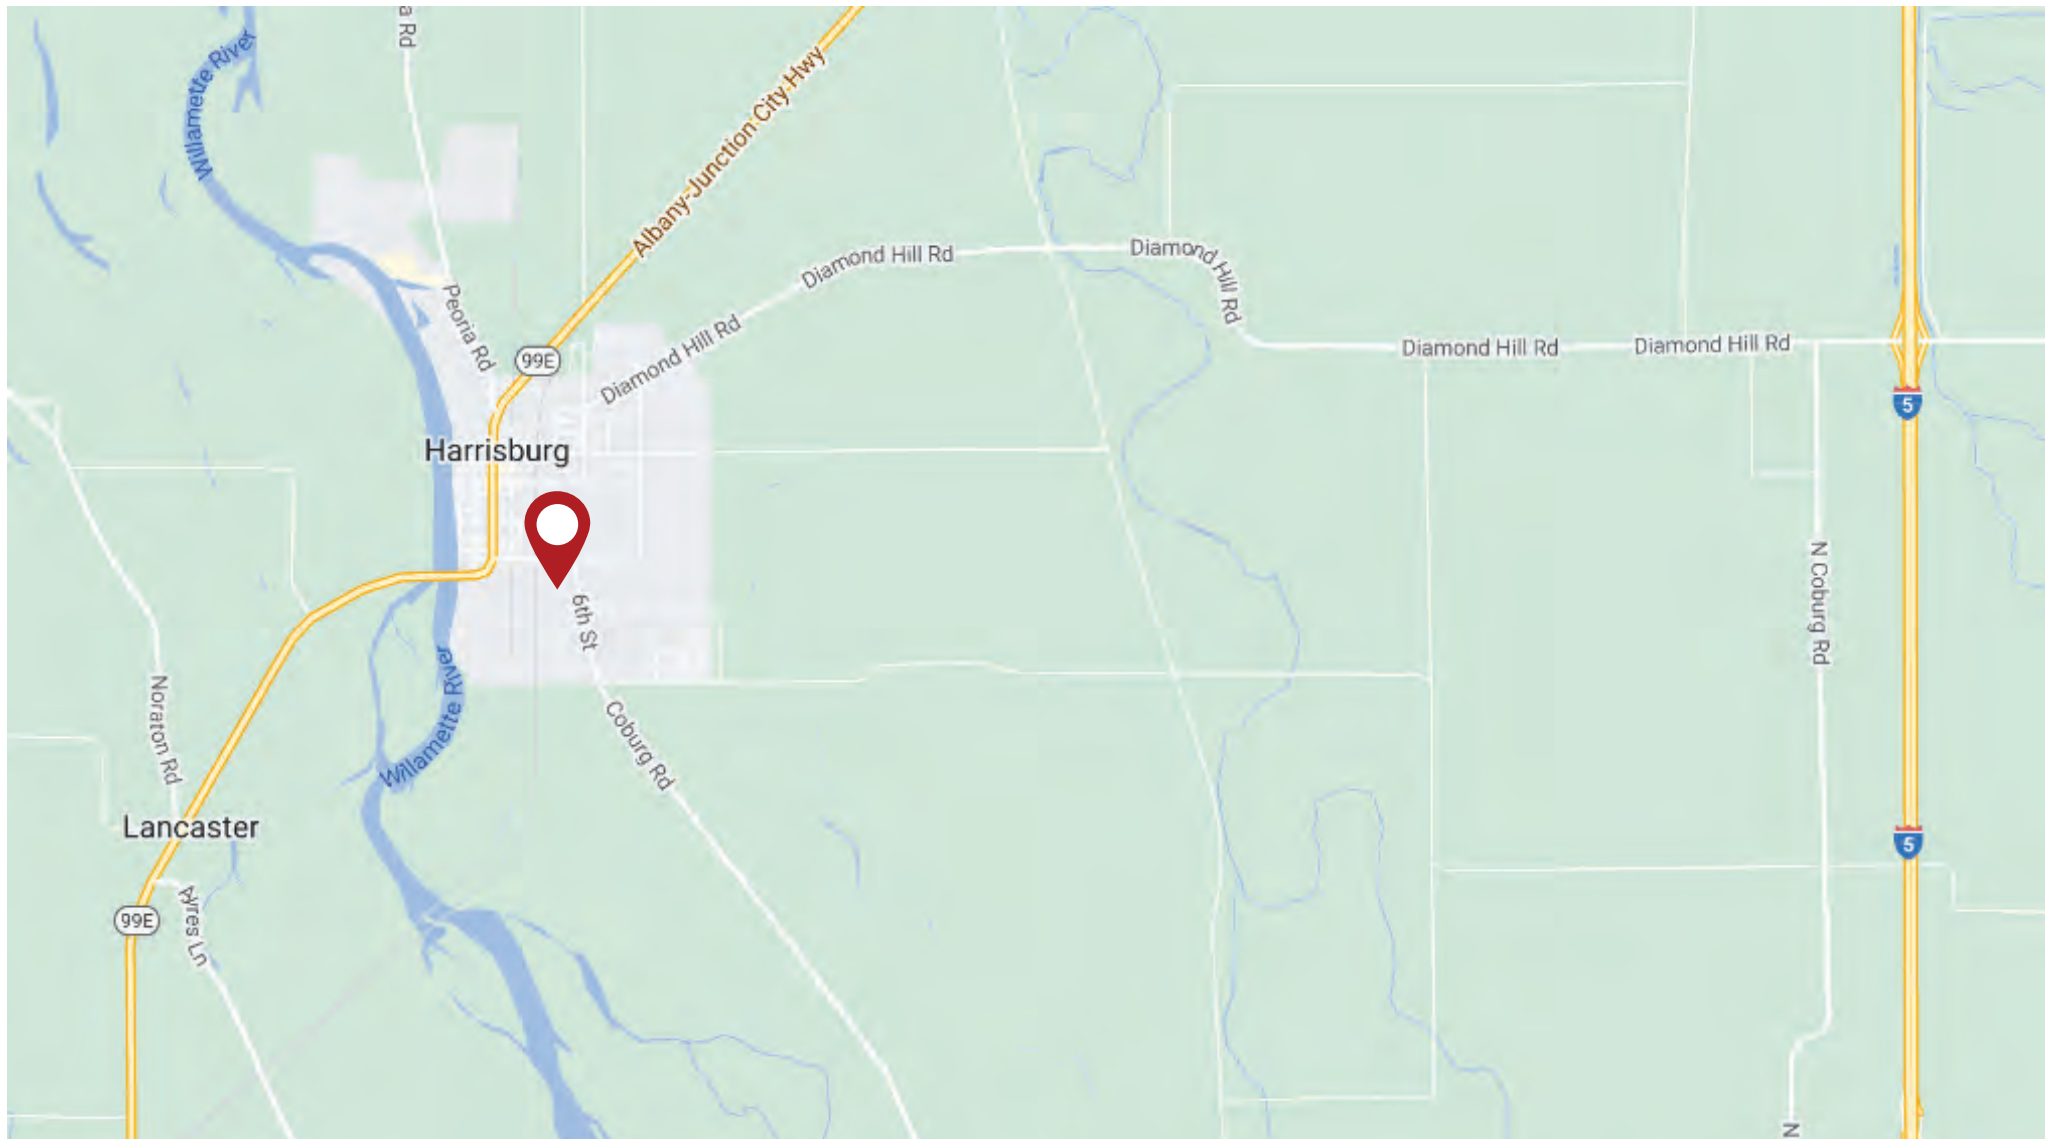 Willamette River
a Rd
Albany-Junction City Hwy
Diamond Hill Rd
Diamond Hill Rd
Peoria Rd
Diamond Hill Rd
99E
Diamond Hill Rd
Diamond Hill Rd
5
Harrisburg
N Coburg Rd
6th St
Willamette River
Noraton Rd
Coburg Rd
Lancaster
5
99E
Ayres Ln
N